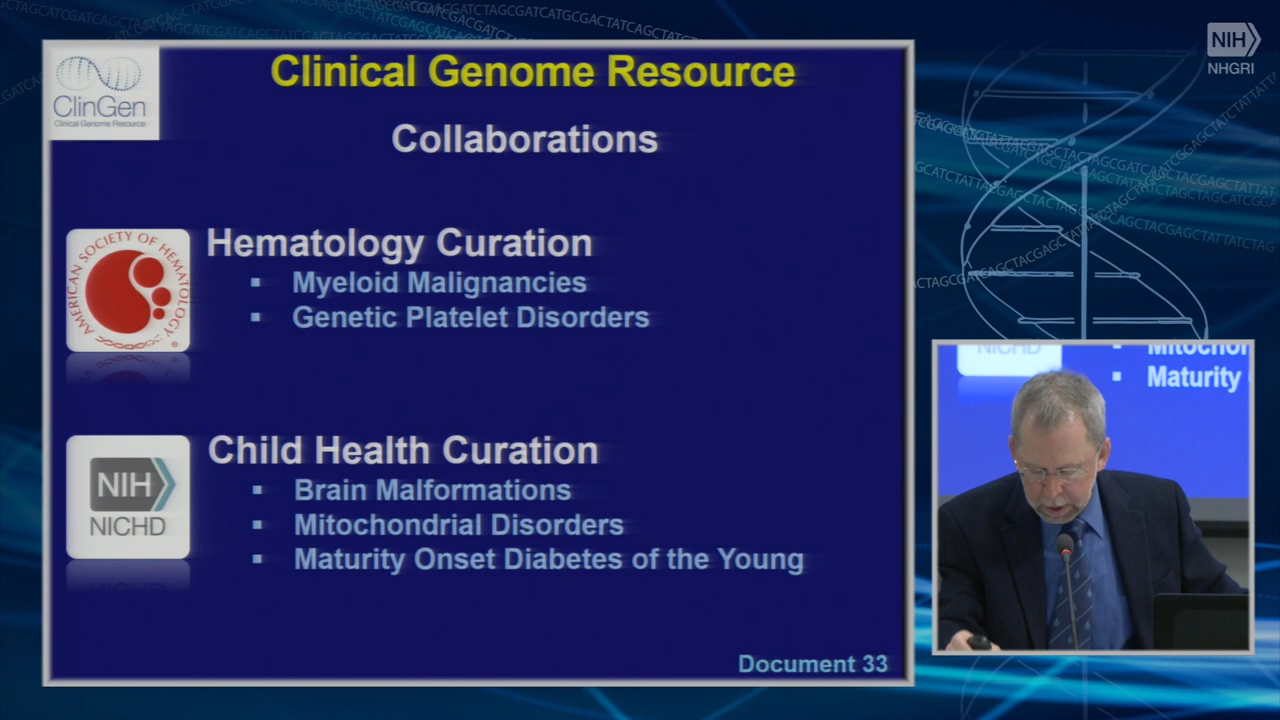 NIH
NHGRI
ClinGen
Clinical Genome Resource
Clinical Genome Resource
Collaborations
AMERICAN SOCIETY OF HEMATOLOGY
Hematology Curation
▪ Myeloid Malignancies
▪ Genetic Platelet Disorders
NIH
NICHD
Child Health Curation
▪ Brain Malformations
▪ Mitochondrial Disorders
▪ Maturity Onset Diabetes of the Young
Document 33
NICHD
▪ Maturity